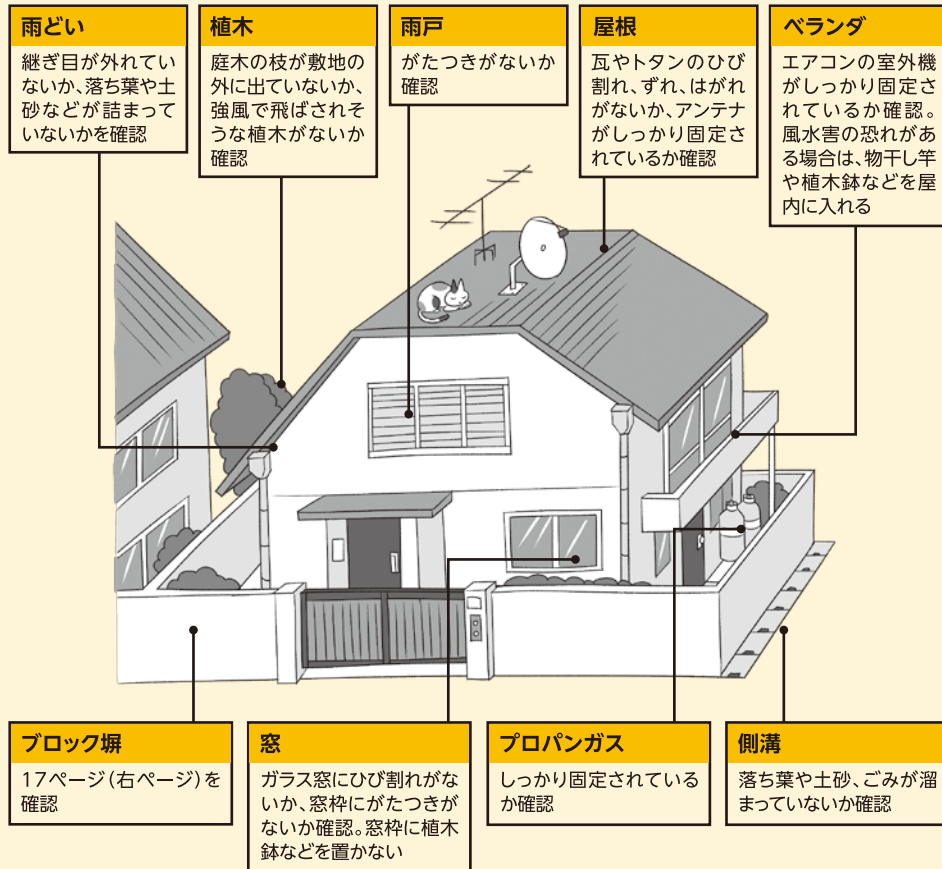 雨どい
継ぎ目が外れてい
ないか、落ち葉や土
砂などが詰まって
いないかを確認
植木
庭木の枝が敷地の
外に出ていないか、
強風で飛ばされそ
うな植木がないか
確認
雨戸
がたつきがないか
確認
屋根
瓦やトタンのひび
割れ、ずれ、はがれ
がないか、アンテナ
がしっかり固定さ
れているか確認
ベランダ
エアコンの室外機
がしっかり固定さ
れているか確認。
風水害の恐れがあ
る場合は、物干し竿
や植木鉢などを屋
内に入れる
ブロック塀
17ページ(右ページ)を
確認
窓
ガラス窓にひび割れがな
いか、窓枠にがたつきが
ないか確認。窓枠に植木
鉢などを置かない
プロパンガス
しっかり固定されている
か確認
側溝
落ち葉や土砂、ごみが溜
まっていないか確認